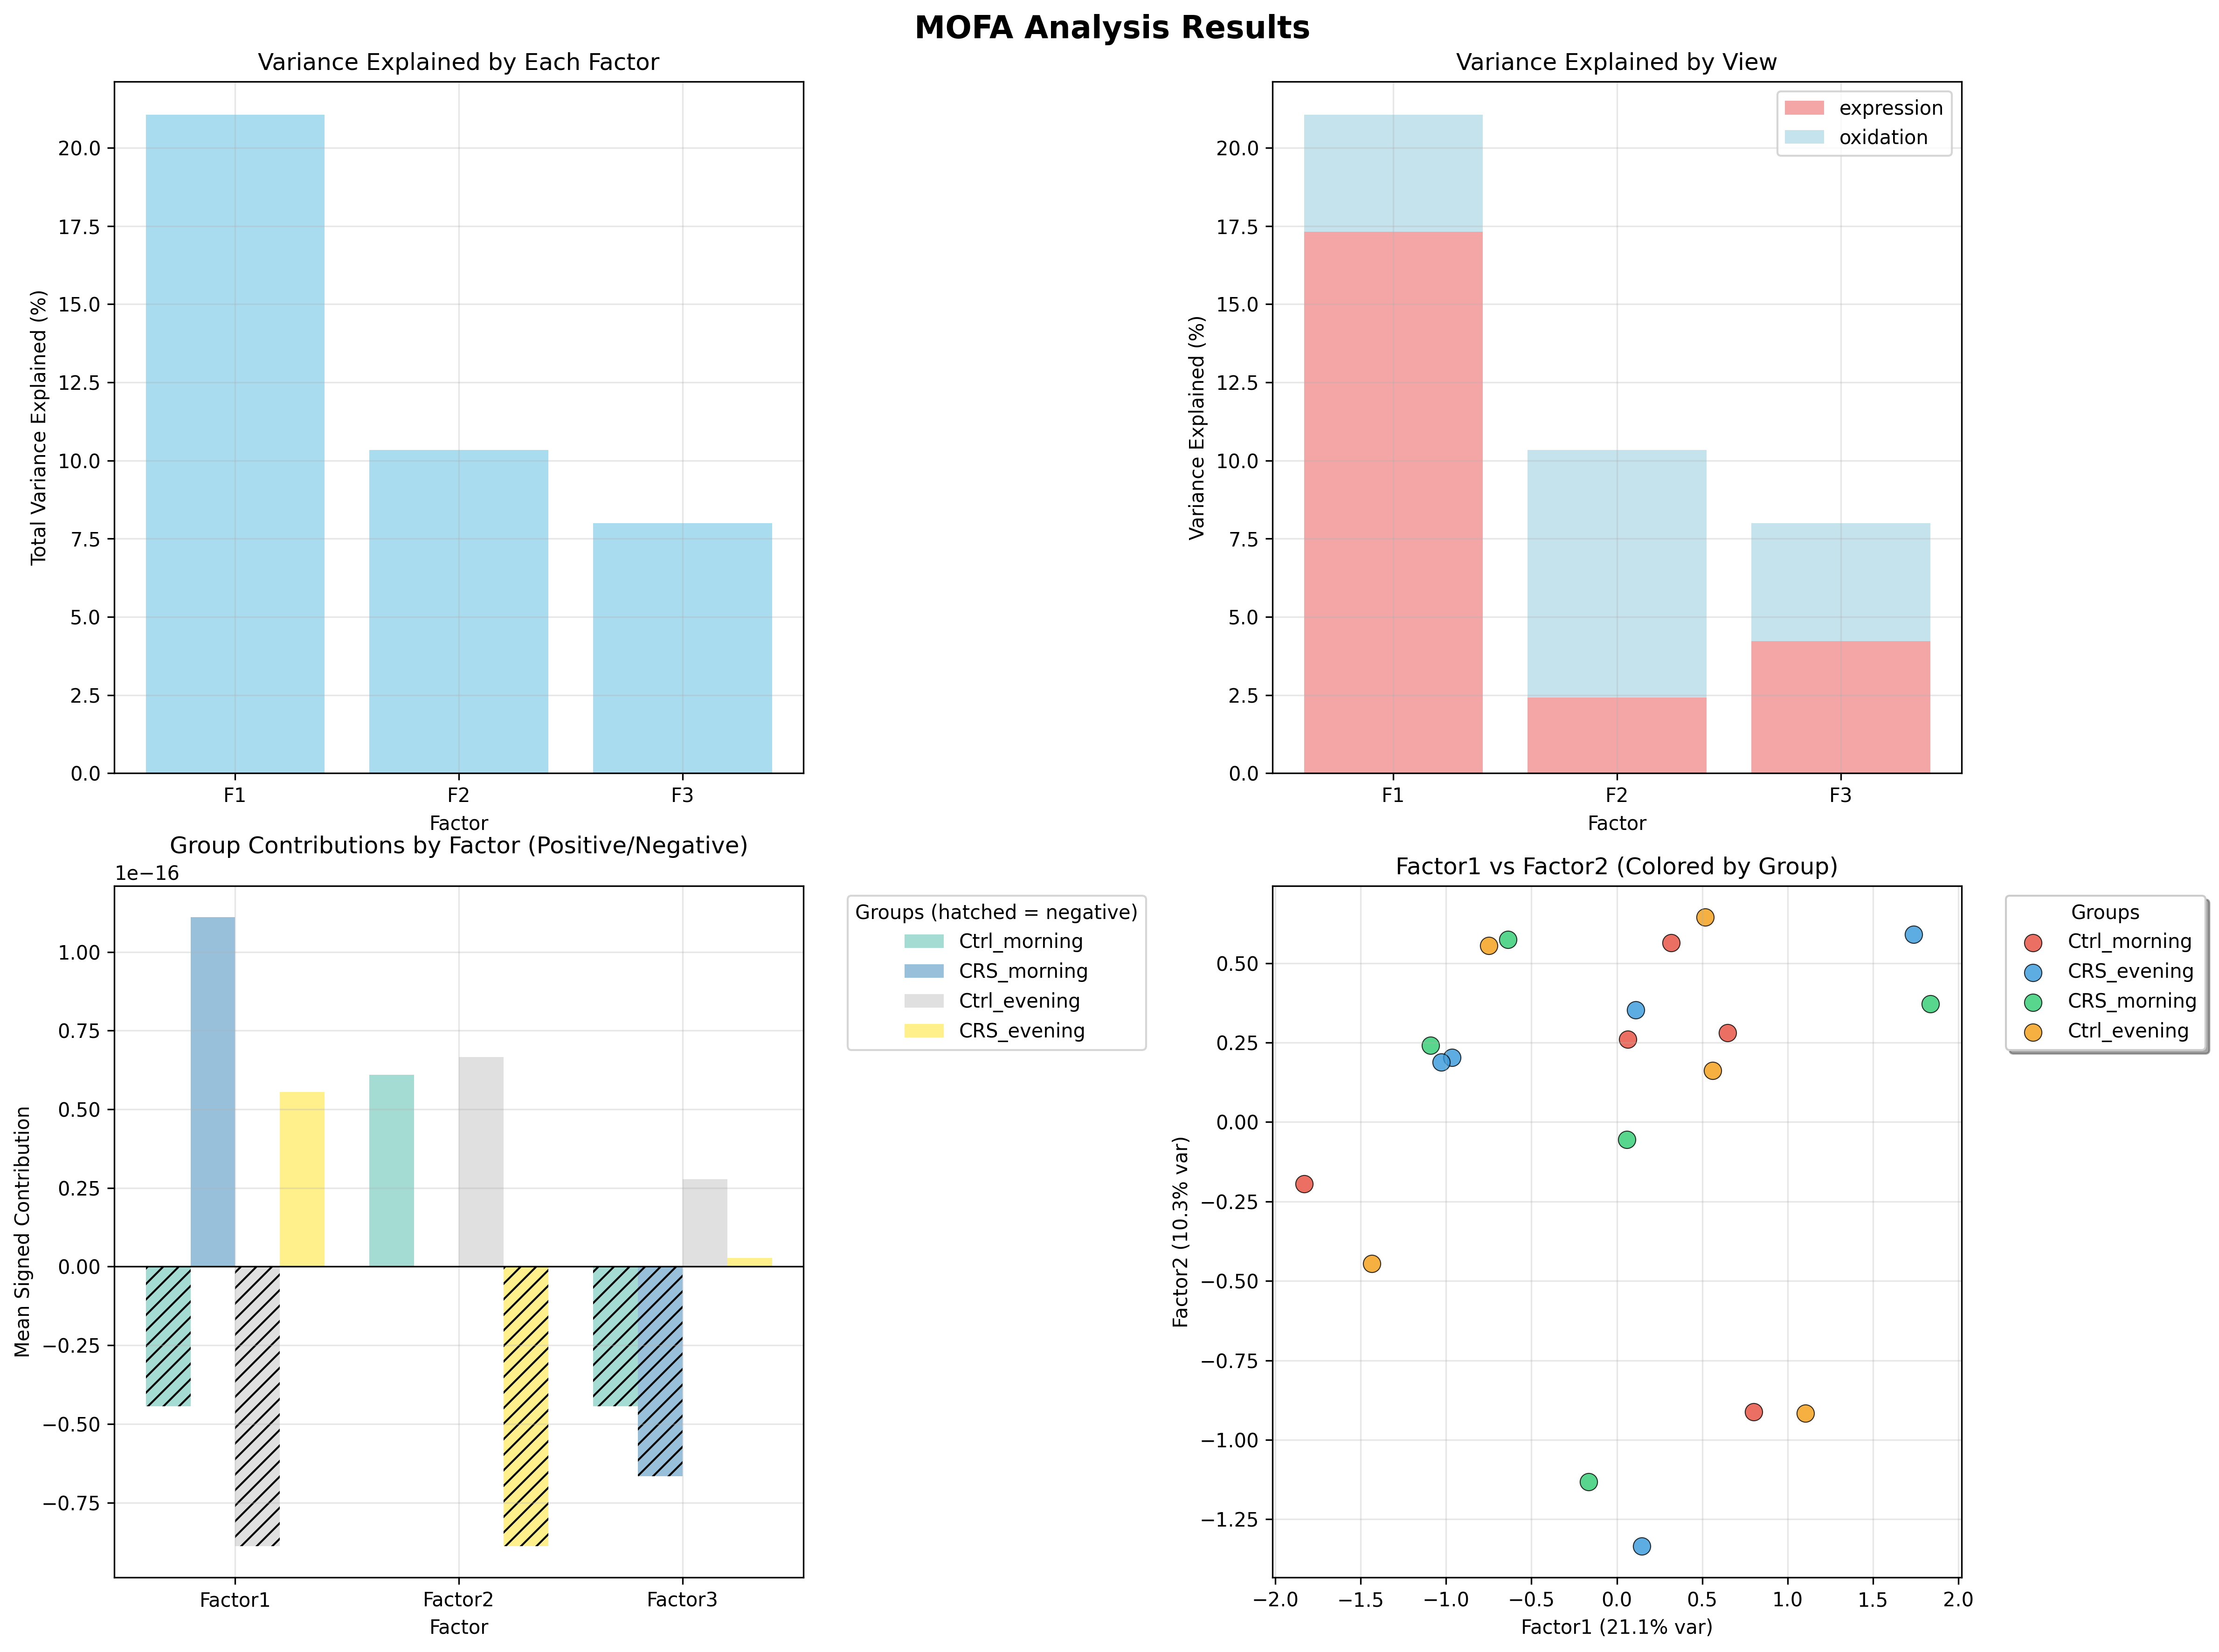 MOFA Analysis Results
Variance Explained by Each Factor
Total Variance Explained (%)
20.0
17.5
15.0
12.5
10.0
7.5
5.0
2.5
0.0
F1 F2 F3
Factor
Variance Explained by View
Variance Explained (%)
20.0
17.5
15.0
12.5
10.0
7.5
5.0
2.5
0.0
expression
oxidation
F1 F2 F3
Factor
Group Contributions by Factor (Positive/Negative)
1e−16
Mean Signed Contribution
1.00
0.75
0.50
0.25
0.00
−0.25
−0.50
−0.75
Factor1 Factor2 Factor3
Factor
Groups (hatched = negative)
Ctrl_morning
CRS_morning
Ctrl_evening
CRS_evening
Factor1 vs Factor2 (Colored by Group)
Factor2 (10.3% var)
0.50
0.25
0.00
−0.25
−0.50
−0.75
−1.00
−1.25
−2.0 −1.5 −1.0 −0.5 0.0 0.5 1.0 1.5 2.0
Factor1 (21.1% var)
Groups
Ctrl_morning
CRS_evening
CRS_morning
Ctrl_evening